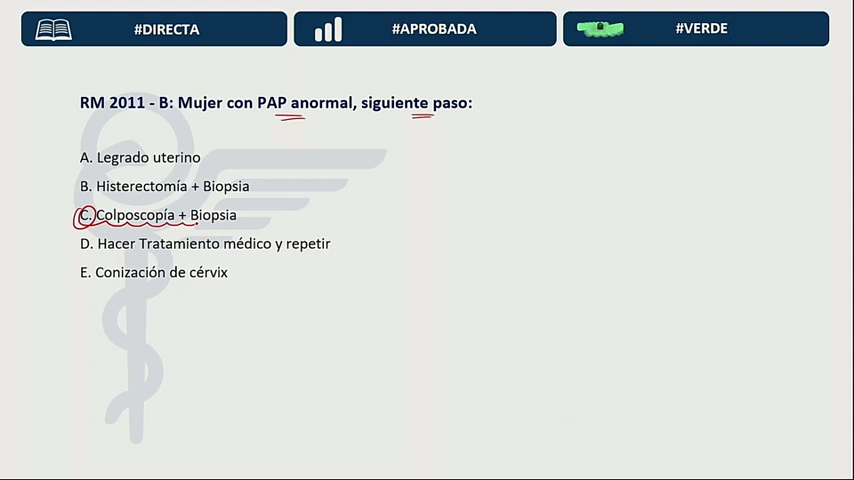 #DIRECTA
#APROBADA
#VERDE
RM 2011 - B: Mujer con PAP anormal, siguiente paso:
A. Legrado uterino
B. Histerectomía + Biopsia
C. Colposcopía + Biopsia
D. Hacer Tratamiento médico y repetir
E. Conización de cérvix